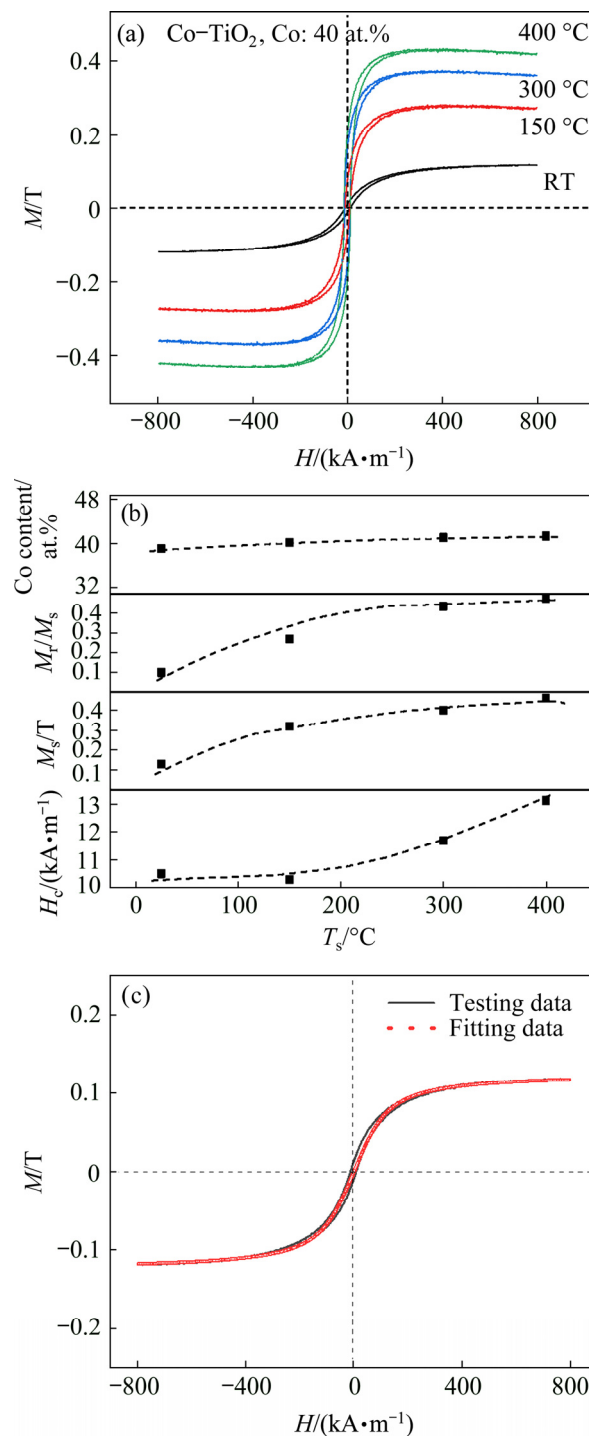 (a) Co−TiO2, Co: 40 at.%
400 °C
300 °C
150 °C
RT
M/T
0.4
0.2
0
−0.2
−0.4
−800 −400 0 400 800
H/(kA•m−1)
(b)
Co content/
at.%
48
40
32
Mr/Ms
0.4
0.3
0.2
0.1
Ms/T
0.4
0.3
0.2
0.1
Hc/(kA•m−1)
13
12
11
10
0 100 200 300 400
Ts/°C
(c)
Testing data
Fitting data
M/T
0.2
0.1
0
−0.1
−0.2
−800 −400 0 400 800
H/(kA•m−1)